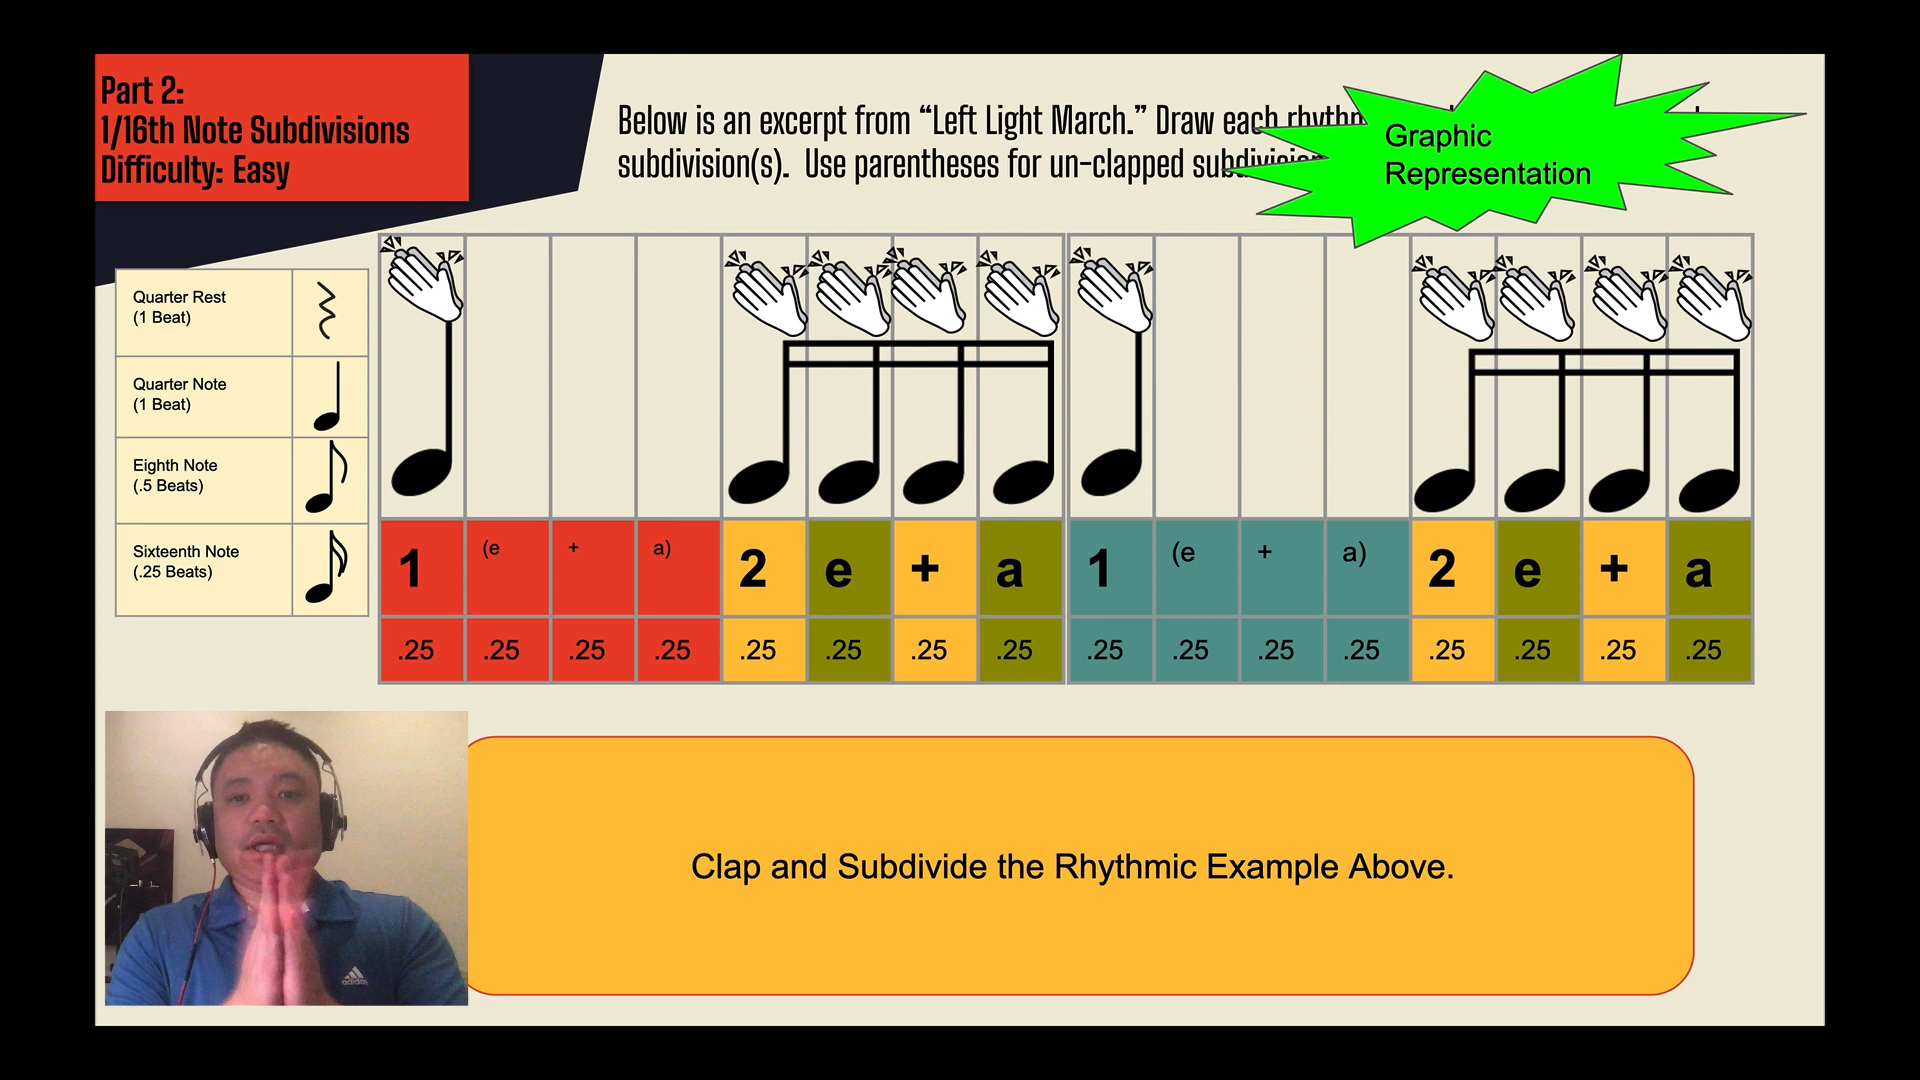 Part 2:
1/16th Note Subdivisions
Difficulty: Easy
Below is an excerpt from “Left Light March.” Draw each
subdivision(s). Use parentheses for un-clapped
Graphic
Representation
Quarter Rest
(1 Beat)
Quarter Note
(1 Beat)
Eighth Note
(.5 Beats)
Sixteenth Note
(.25 Beats)
1 (e + a) 2 e + a 1 (e + a) 2 e + a
.25 .25 .25 .25 .25 .25 .25 .25 .25 .25 .25 .25 .25 .25 .25 .25
Clap and Subdivide the Rhythmic Example Above.
adidas